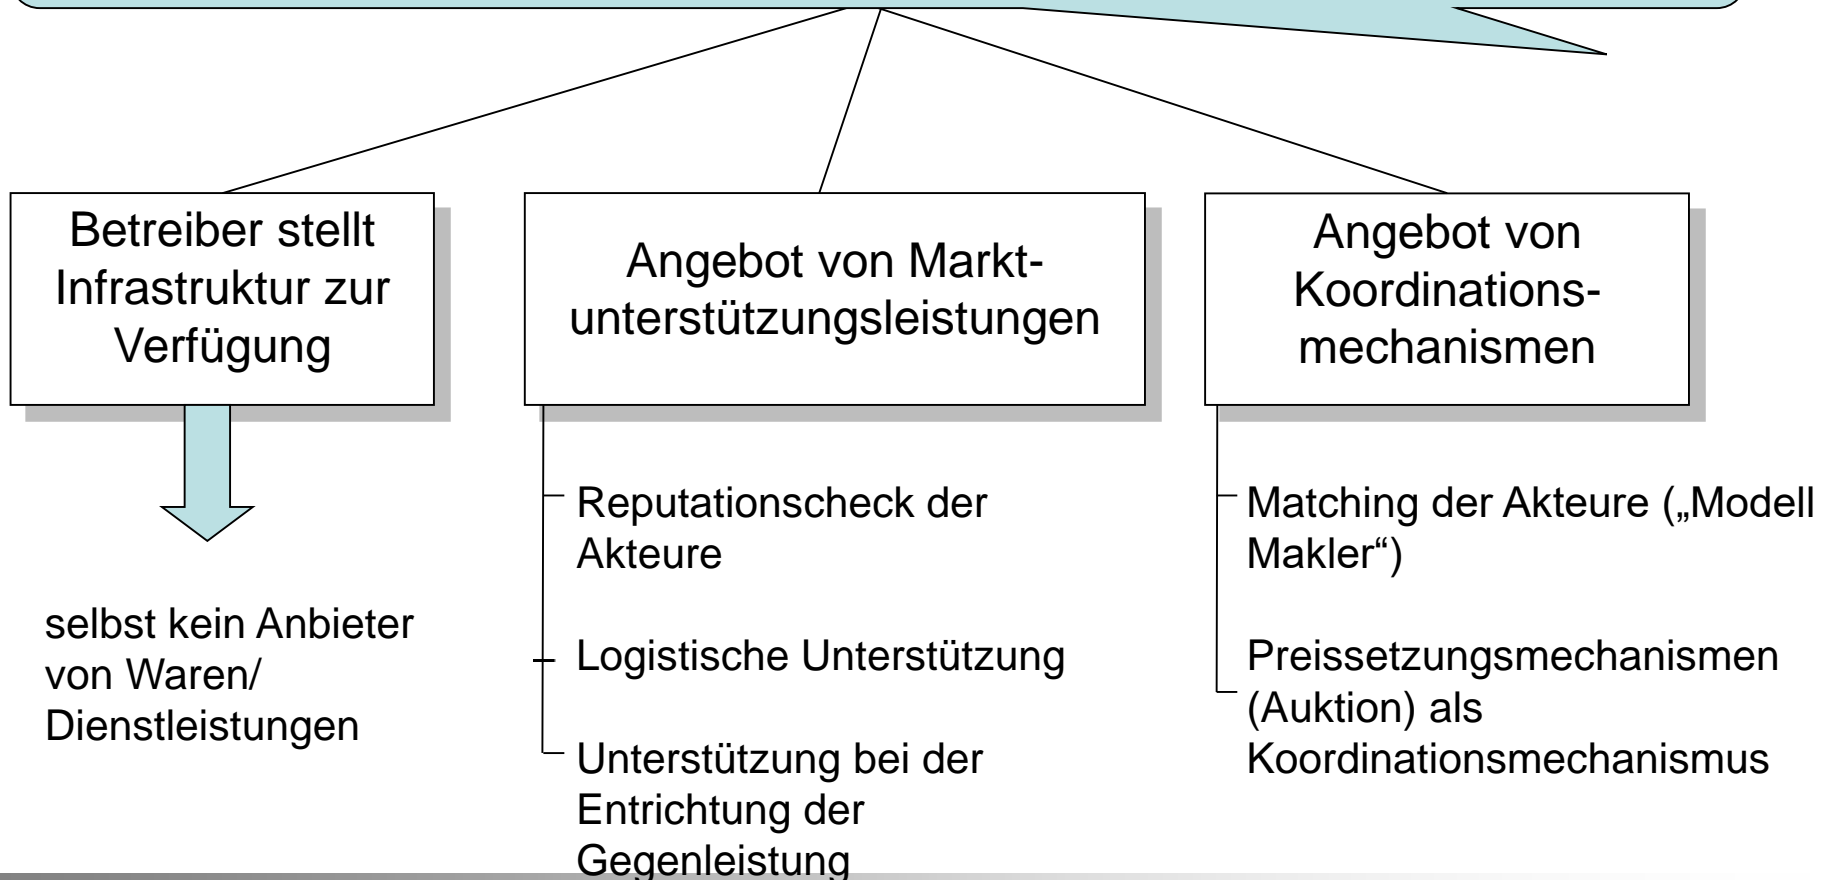 Betreiber stellt
Infrastruktur zur
Verfügung
Angebot von Markt-
unterstützungsleistungen
Angebot von
Koordinations-
mechanismen
selbst kein Anbieter
von Waren/
Dienstleistungen
Reputationscheck der
Akteure
Logistische Unterstützung
Unterstützung bei der
Entrichtung der
Gegenleistung
Matching der Akteure („Modell
Makler“)
Preissetzungsmechanismen
(Auktion) als
Koordinationsmechanismus